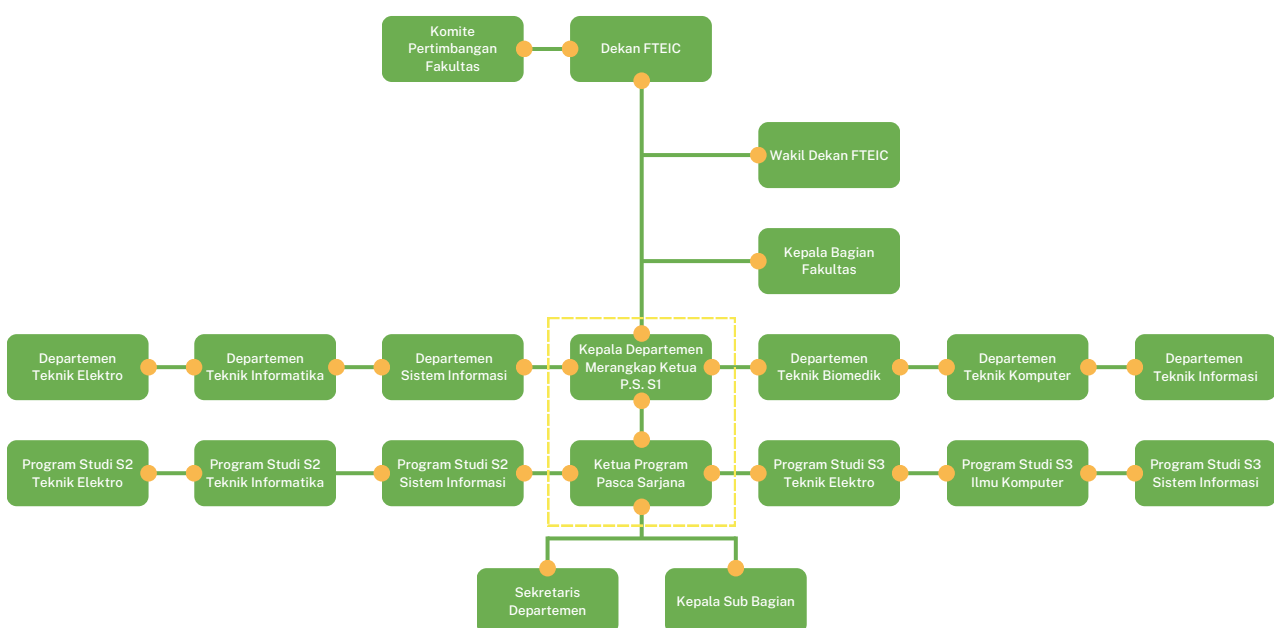 Komite
Pertimbangan
Fakultas
Dekan FTEIC
Wakil Dekan FTEIC
Kepala Bagian
Fakultas
Departemen
Teknik Elektro
Departemen
Teknik Informatika
Departemen
Sistem Informasi
Kepala Departemen
Merangkap Ketua
P.S. S1
Departemen
Teknik Biomedik
Departemen
Teknik Komputer
Departemen
Teknik Informasi
Program Studi S2
Teknik Elektro
Program Studi S2
Teknik Informatika
Program Studi S2
Sistem Informasi
Ketua Program
Pasca Sarjana
Program Studi S3
Teknik Elektro
Program Studi S3
Ilmu Komputer
Program Studi S3
Sistem Informasi
Sekretaris
Departemen
Kepala Sub Bagian